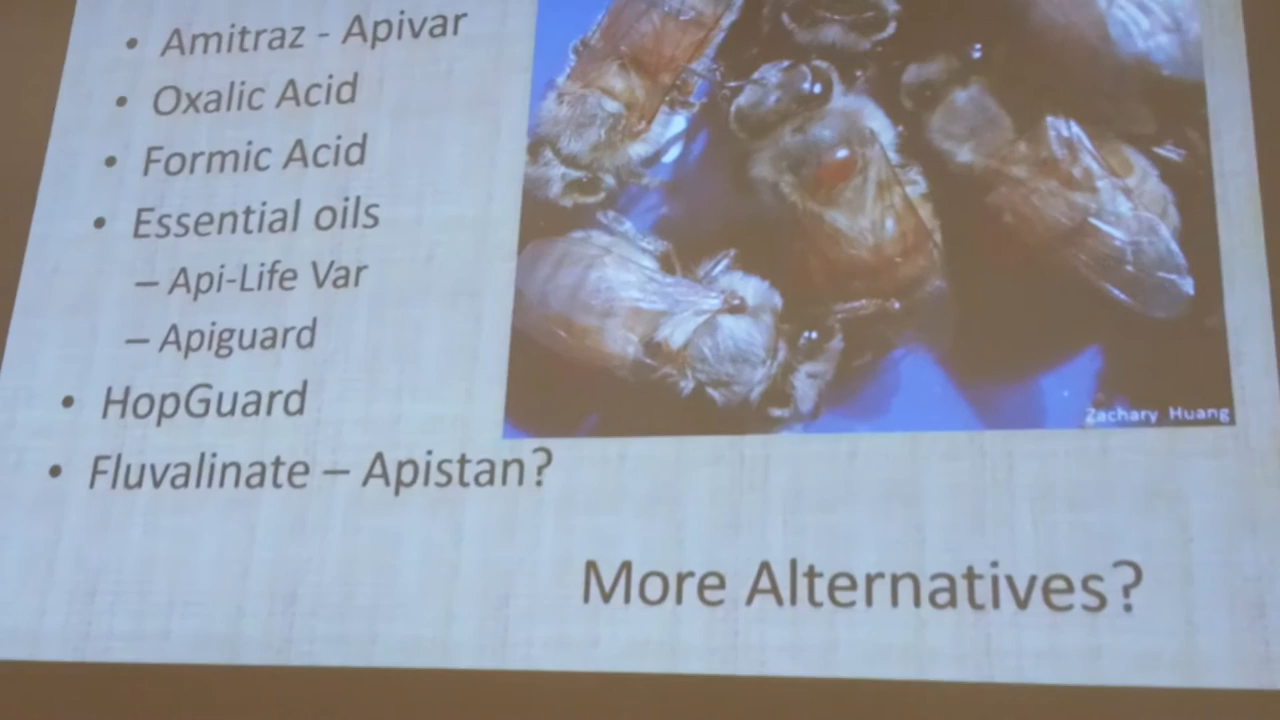 • Amitraz - Apivar
• Oxalic Acid
• Formic Acid
• Essential oils
– Api-Life Var
– Apiguard
• HopGuard
• Fluvalinate – Apistan?
Zachary Huang
More Alternatives?